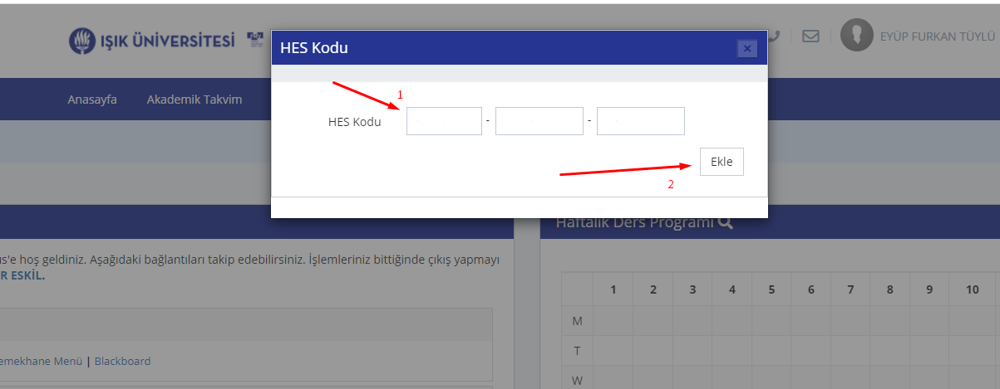 IŞIK ÜNİVERSİTESİ
EYÜP FURKAN TÜYLÜ
HES Kodu
×
Anasayfa Akademik Takvim
1
HES Kodu - -
Ekle
2
Haftalık Ders Programı
s'e hoş geldiniz. Aşağıdaki bağlantıları takip edebilirsiniz. İşlemleriniz bittiğinde çıkış yapmayı
R ESKİL.
1 2 3 4 5 6 7 8 9 10
M
T
W
emekhane Menü | Blackboard